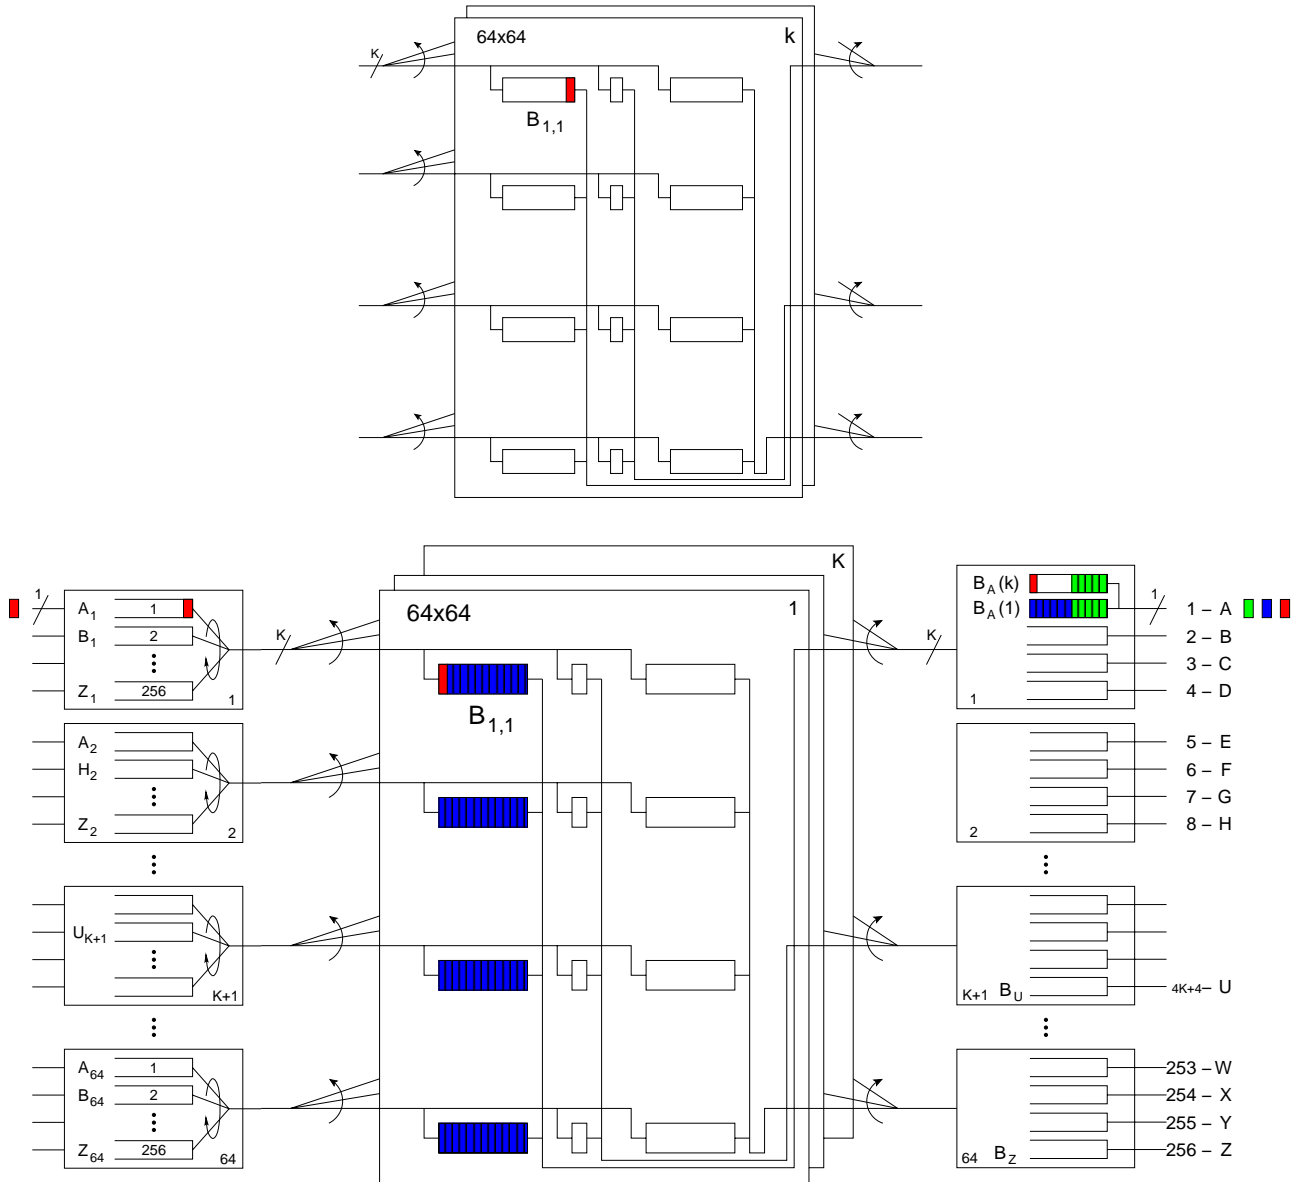 64x64 k
K
B1,1
K
64x64 1
1
A1 1
B1 2
Z1 256
1
K
B1,1
A2
H2
Z2
2
UK+1
K+1
A64 1
B64 2
Z64 256
64
BA(k)
BA(1)
1
1 – A
2 – B
3 – C
4 – D
1
K
5 – E
6 – F
7 – G
8 – H
2
K+1 BU
4K+4 – U
253 – W
254 – X
255 – Y
256 – Z
64 BZ